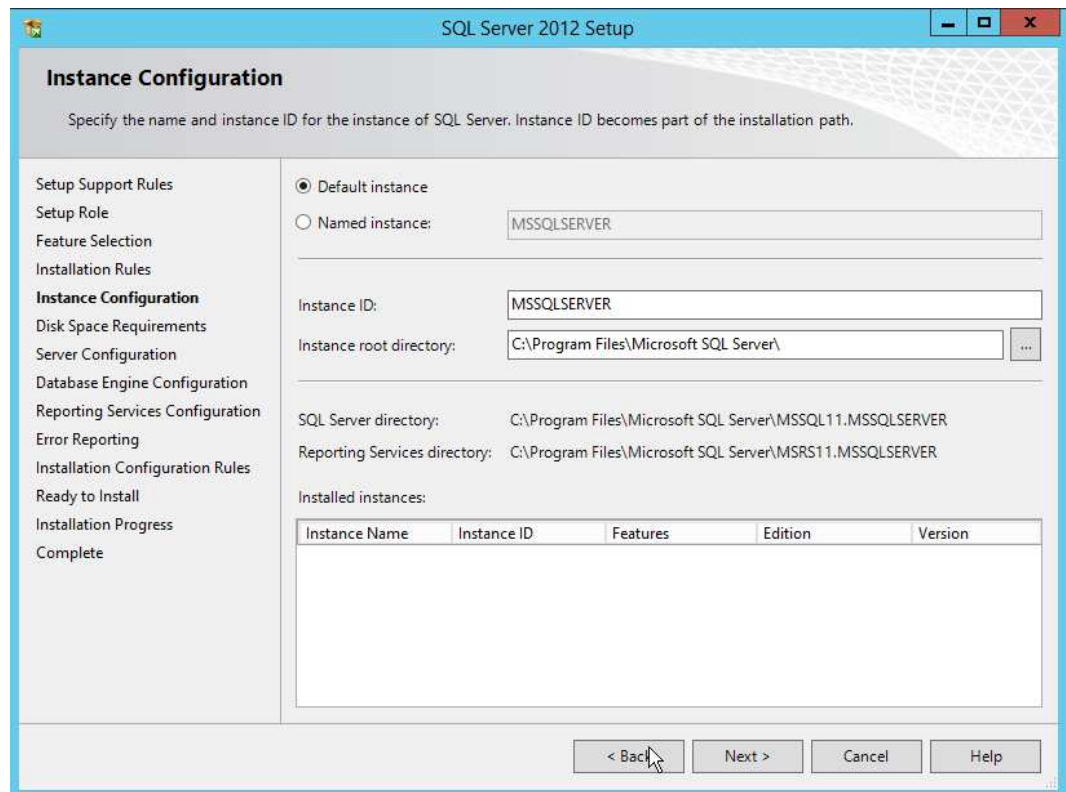 SQL Server 2012 Setup
Instance Configuration
Specify the name and instance ID for the instance of SQL Server. Instance ID becomes part of the installation path.
Setup Support Rules
Setup Role
Feature Selection
Installation Rules
Instance Configuration
Disk Space Requirements
Server Configuration
Database Engine Configuration
Reporting Services Configuration
Error Reporting
Installation Configuration Rules
Ready to Install
Installation Progress
Complete
Default instance
Named instance: MSSQLSERVER
Instance ID: MSSQLSERVER
Instance root directory: C:\Program Files\Microsoft SQL Server\ ...
SQL Server directory: C:\Program Files\Microsoft SQL Server\MSSQL11.MSSQLSERVER
Reporting Services directory: C:\Program Files\Microsoft SQL Server\MSRS11.MSSQLSERVER
Installed instances:
Instance Name Instance ID Features Edition Version
< Back Next > Cancel Help